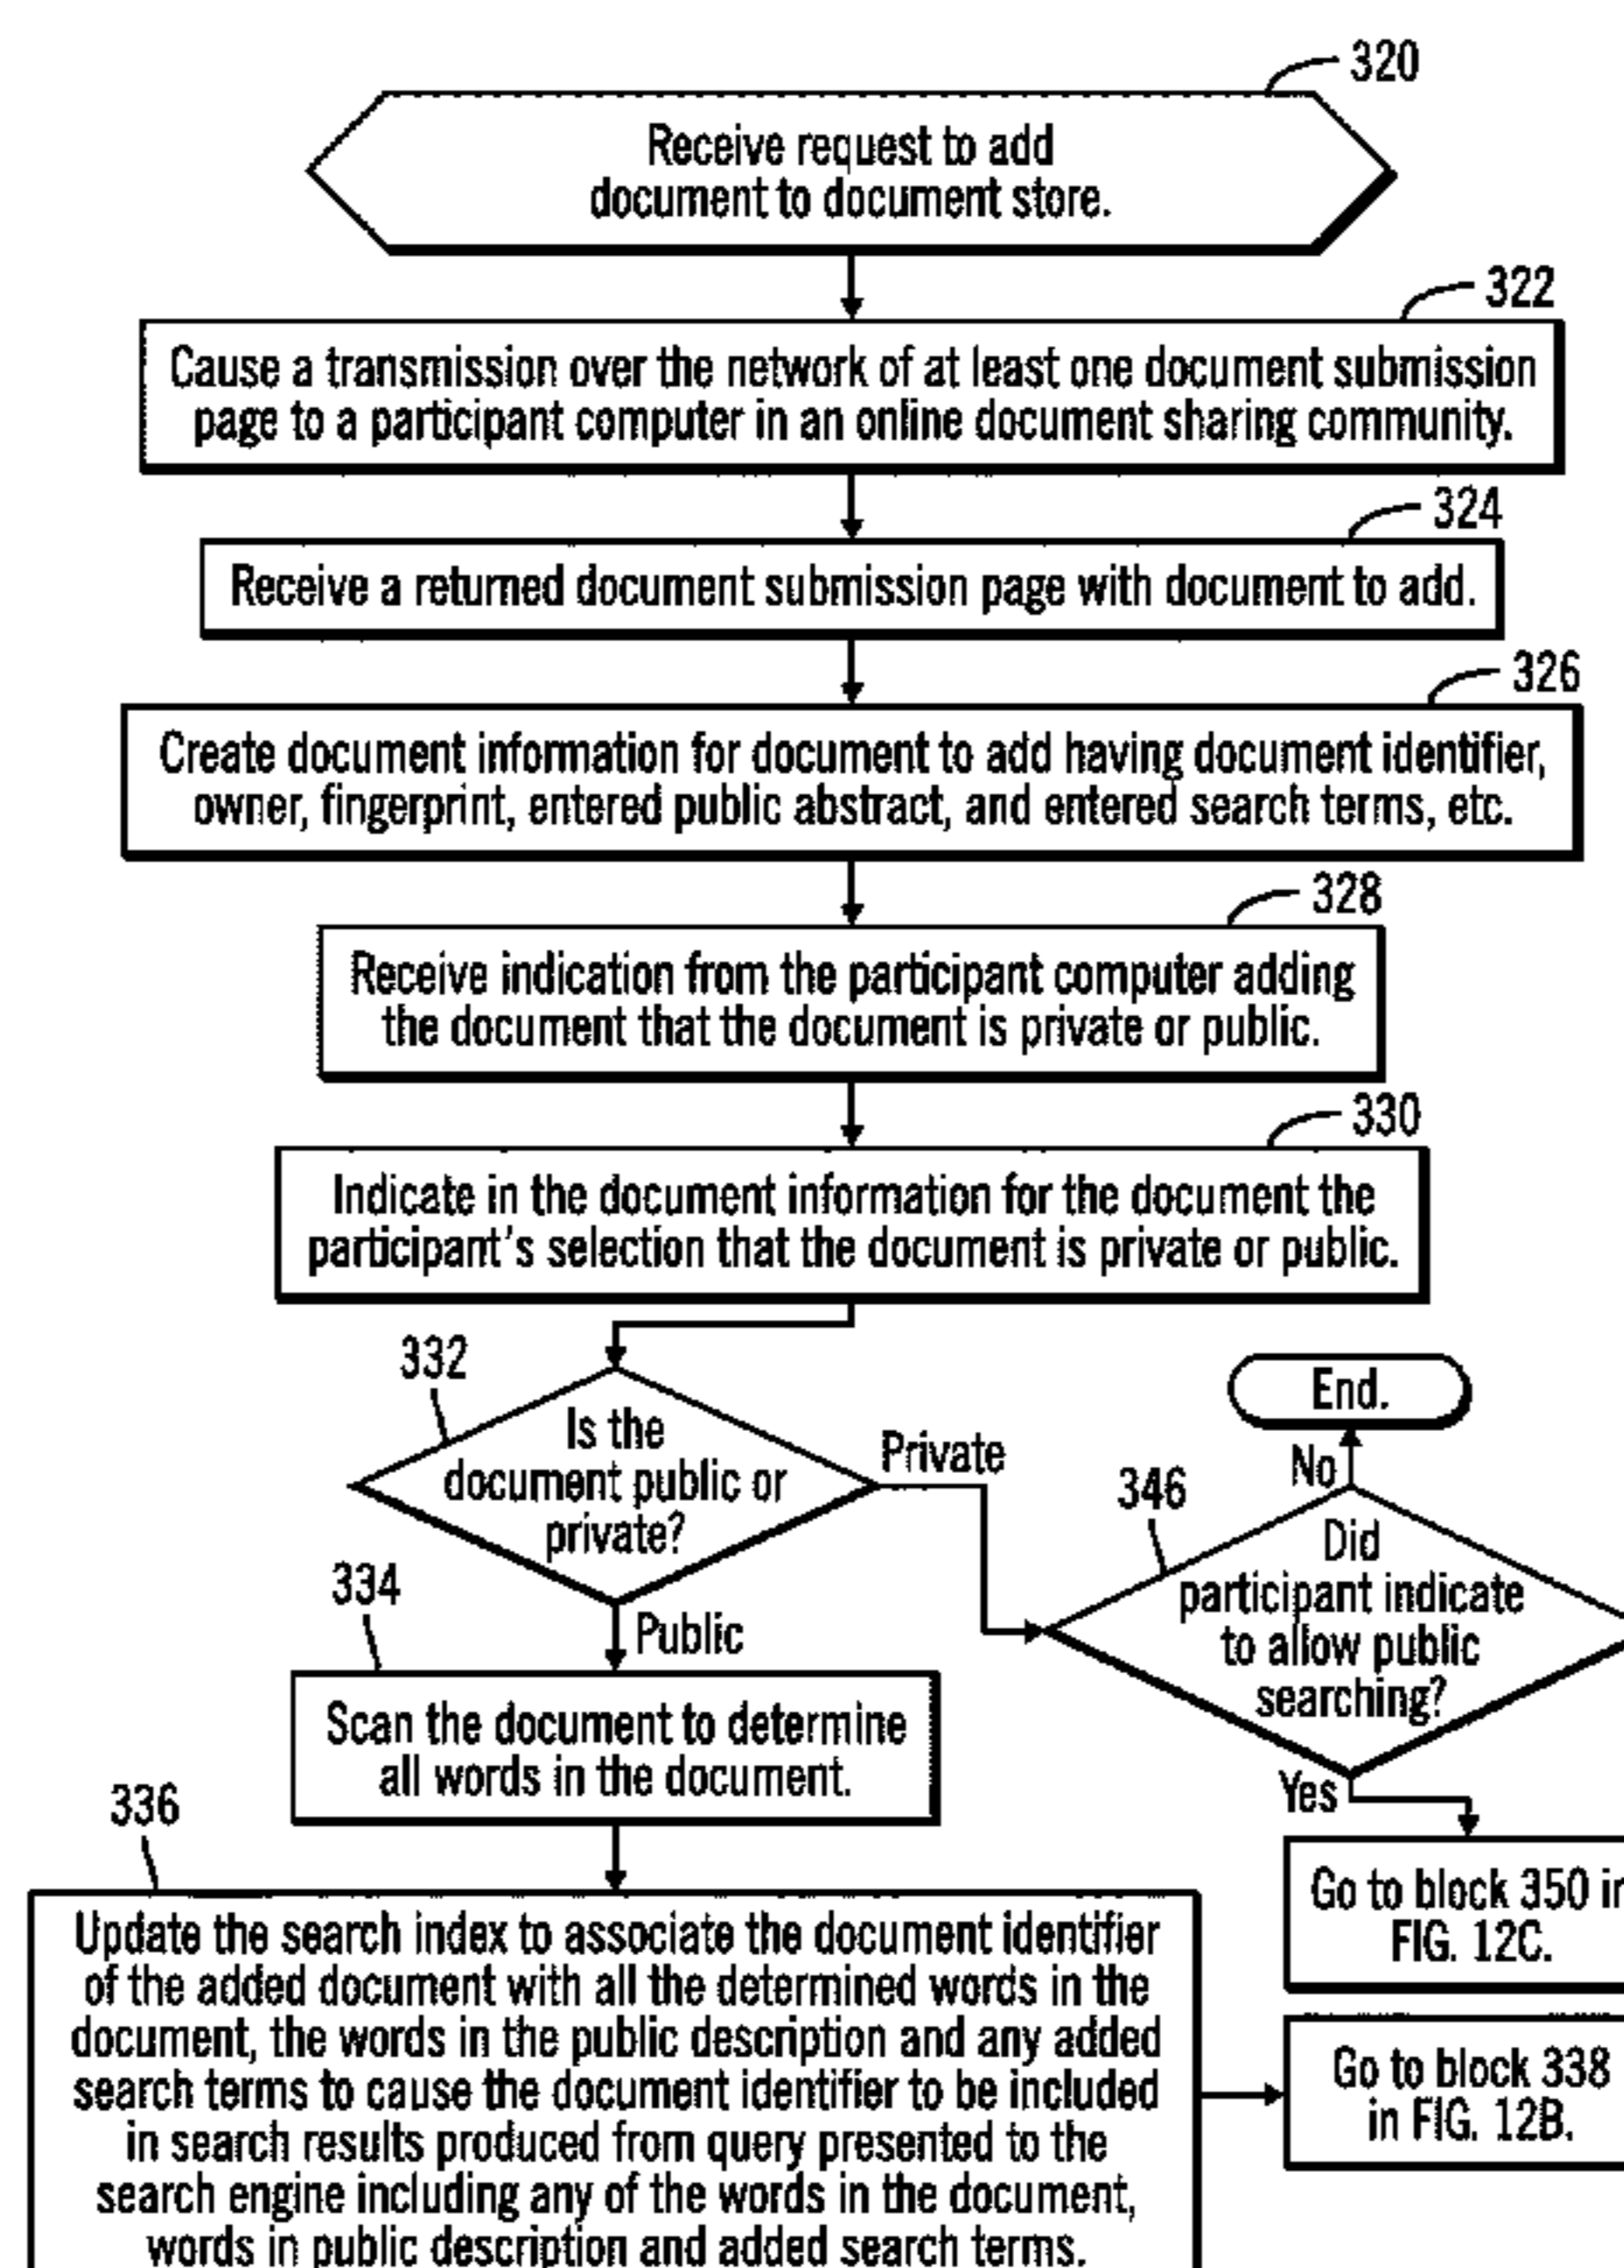 320
Receive request to add
document to document store.
322
Cause a transmission over the network of at least one document submission
page to a participant computer in an online document sharing community.
324
Receive a returned document submission page with document to add.
326
Create document information for document to add having document identifier,
owner, fingerprint, entered public abstract, and entered search terms, etc.
328
Receive indication from the participant computer adding
the document that the document is private or public.
330
Indicate in the document information for the document the
participant's selection that the document is private or public.
332
Is the
document public or
private?
Private
Public
End.
No
346
Did
participant indicate
to allow public
searching?
Yes
334
Scan the document to determine
all words in the document.
Go to block 350 in
FIG. 12C.
336
Update the search index to associate the document identifier
of the added document with all the determined words in the
document, the words in the public description and any added
search terms to cause the document identifier to be included
in search results produced from query presented to the
search engine including any of the words in the document,
words in public description and added search terms.
Go to block 338
in FIG. 12B.